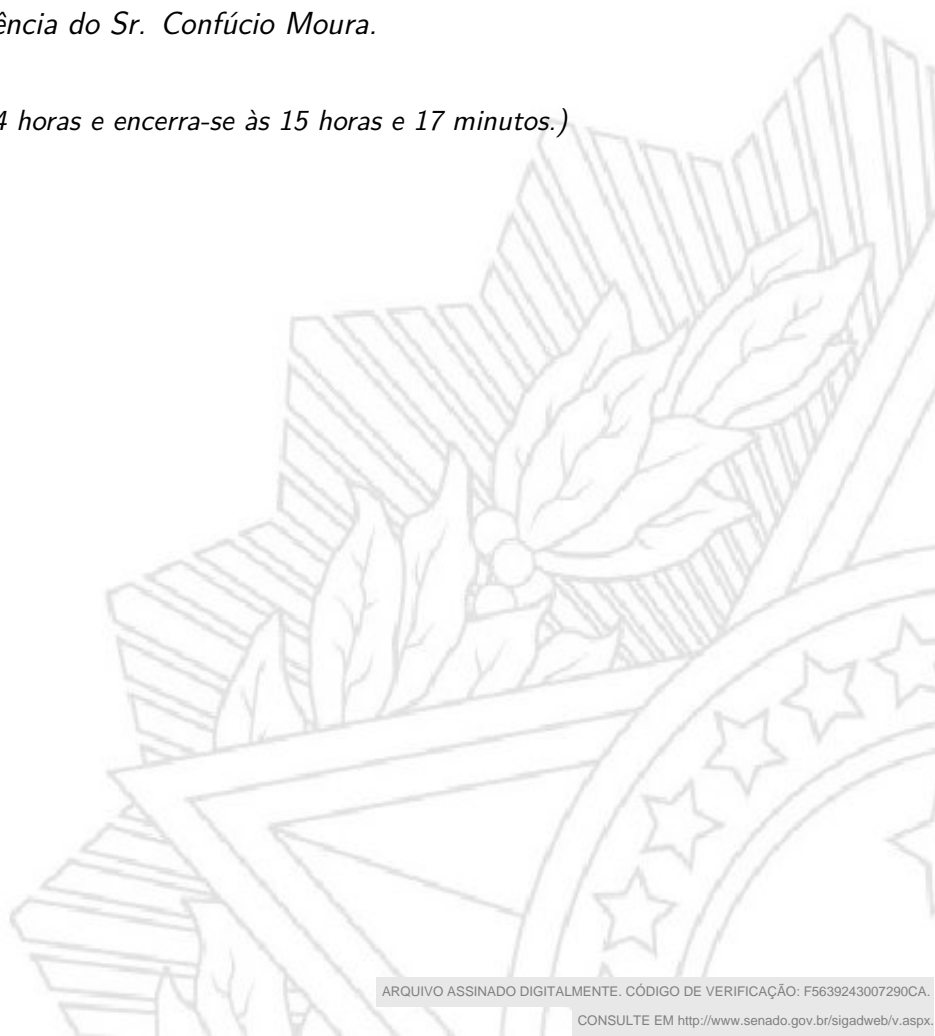 ência do Sr. Confúcio Moura.
4 horas e encerra-se às 15 horas e 17 minutos.)
ARQUIVO ASSINADO DIGITALMENTE. CÓDIGO DE VERIFICAÇÃO: F5639243007290CA.
CONSULTE EM http://www.senado.gov.br/sigadweb/v.aspx.